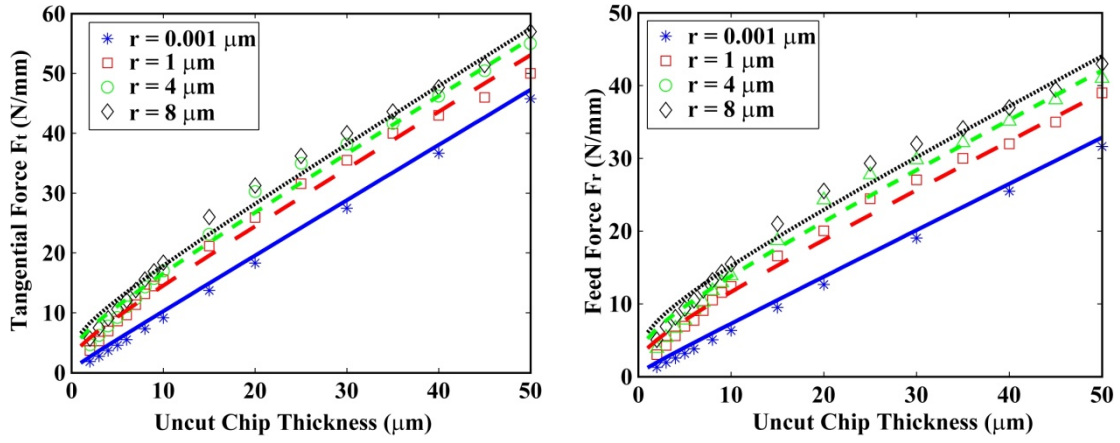 60
50
40
30
20
10
0
Tangential Force Ft (N/mm)
r = 0.001 μm
r = 1 μm
r = 4 μm
r = 8 μm
0 10 20 30 40 50
Uncut Chip Thickness (μm)
50
40
30
20
10
0
Feed Force Fr (N/mm)
r = 0.001 μm
r = 1 μm
r = 4 μm
r = 8 μm
0 10 20 30 40 50
Uncut Chip Thickness (μm)